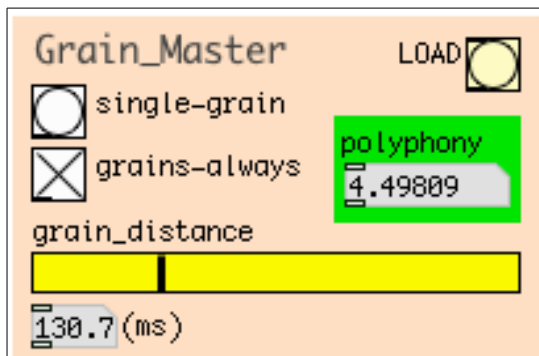 Grain_Master
LOAD
single-grain
polyphony
4.49809
grains-always
grain_distance
130.7(ms)